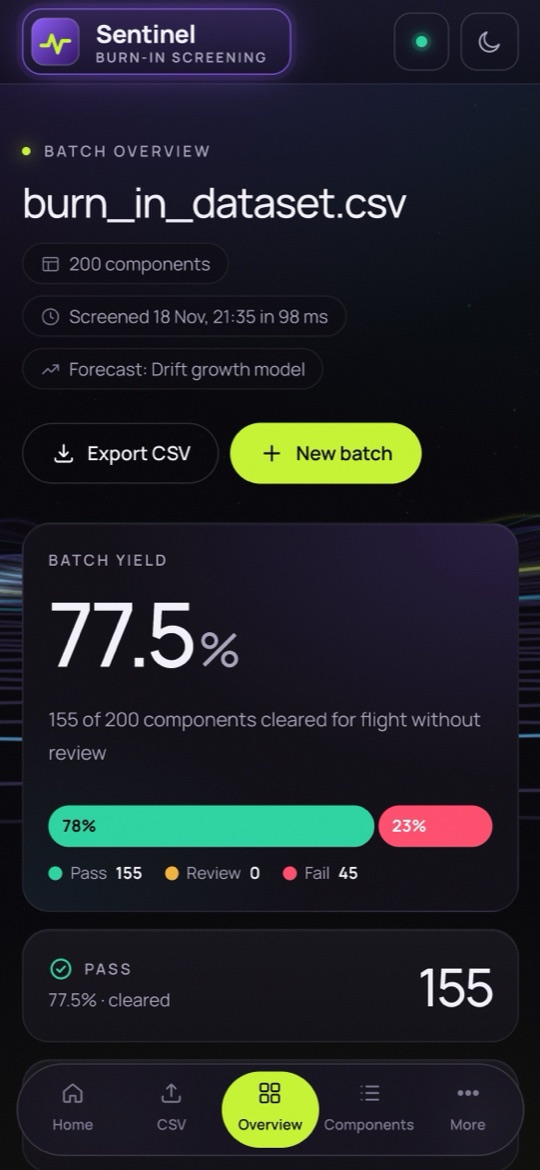 Sentinel
BURN-IN SCREENING
BATCH OVERVIEW
burn_in_dataset.csv
200 components
Screened 18 Nov, 21:35 in 98 ms
Forecast: Drift growth model
Export CSV
New batch
BATCH YIELD
77.5%
155 of 200 components cleared for flight without
review
78%
23%
Pass 155 Review 0 Fail 45
PASS
77.5% · cleared
155
Home CSV Overview Components More